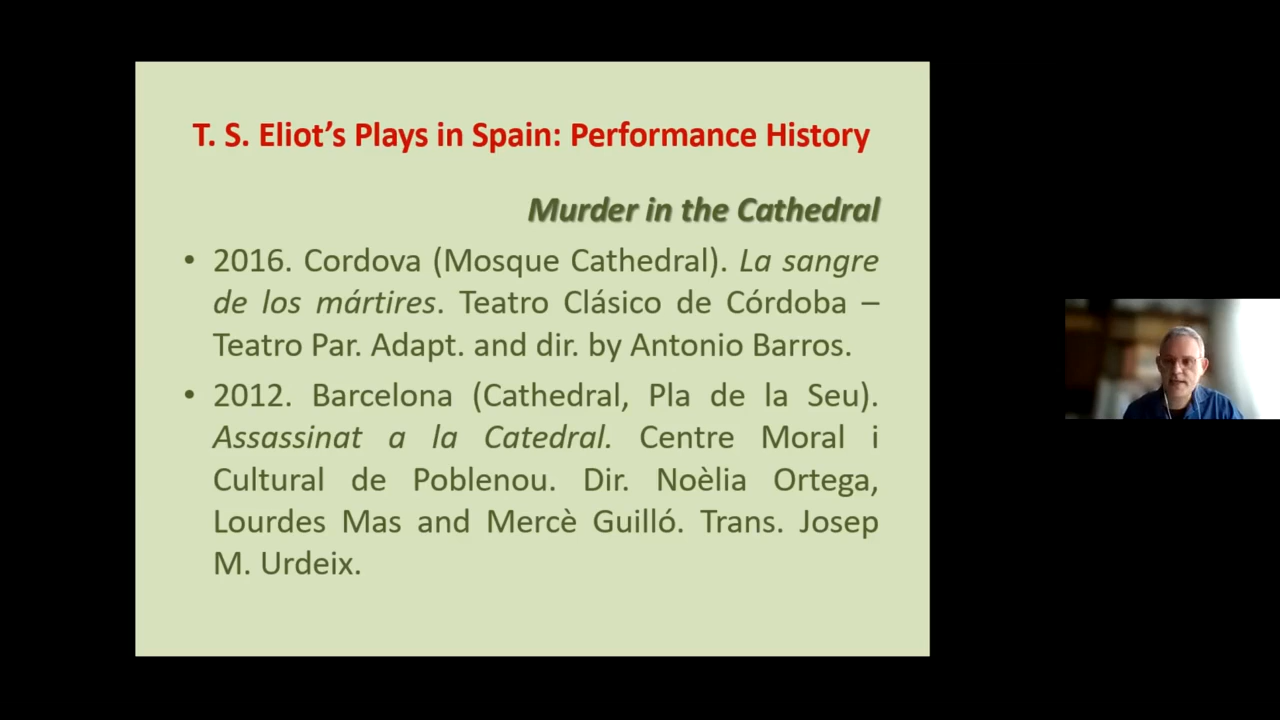 T. S. Eliot’s Plays in Spain: Performance History
Murder in the Cathedral
• 2016. Cordova (Mosque Cathedral). La sangre
de los mártires. Teatro Clásico de Córdoba –
Teatro Par. Adapt. and dir. by Antonio Barros.
• 2012. Barcelona (Cathedral, Pla de la Seu).
Assassinat a la Catedral. Centre Moral i
Cultural de Poblenou. Dir. Noèlia Ortega,
Lourdes Mas and Mercè Guilló. Trans. Josep
M. Urdeix.